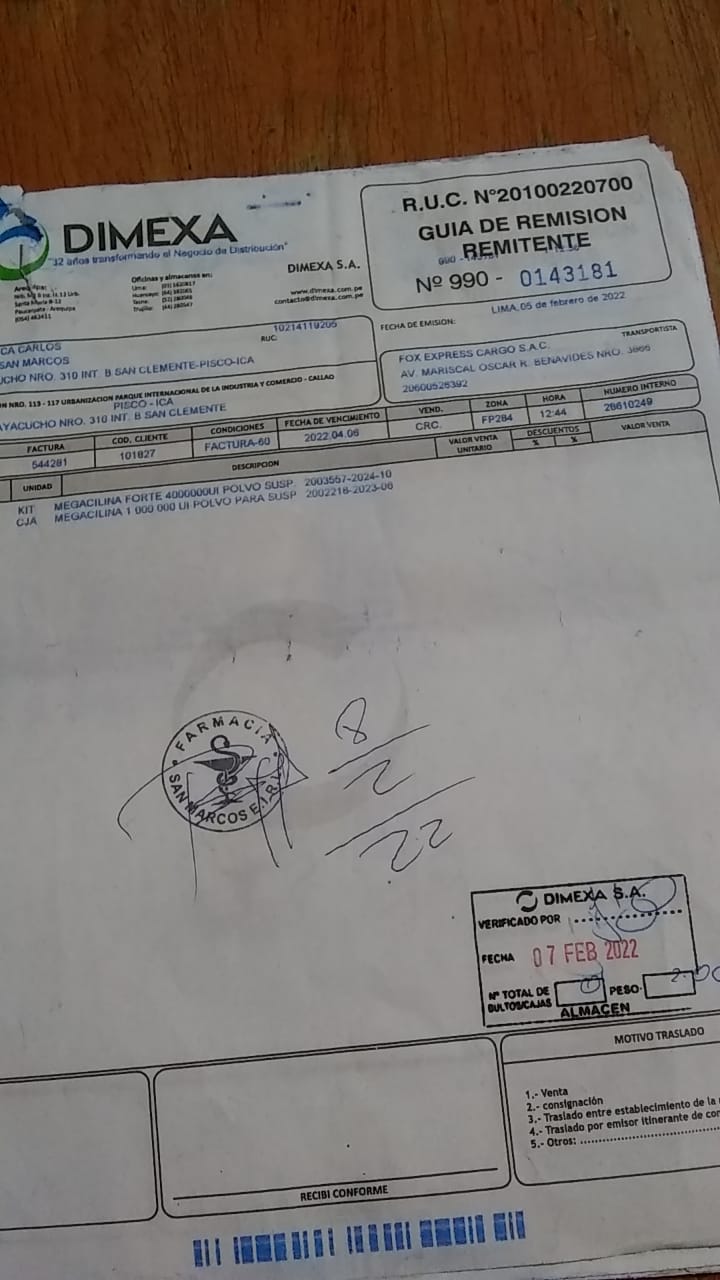 DIMEXA
"32 años transformando el Negocio de Distribución"
Oficinas y almacenes en:
DIMEXA S.A.
www.dimexa.com.pe
contacto@dimexa.com.pe
R.U.C. N°20100220700
GUIA DE REMISION
REMITENTE
Nº 990 - 0143181
LIMA, 05 de febrero de 2022
FECHA DE EMISION:
CA CARLOS
RUC: 10214119205
SAN MARCOS
UCHO NRO. 310 INT B SAN CLEMENTE-PISCO-ICA
NRO. 113 - 117 URBANIZACION PARQUE INTERNACIONAL DE LA INDUSTRIA Y COMERCIO - CALLAO
PISCO - ICA
AYACUCHO NRO. 310 INT. B SAN CLEMENTE
TRANSPORTISTA
FOX EXPRESS CARGO S.A.C.
AV. MARISCAL OSCAR R. BENAVIDES NRO.
20600526392
FACTURA COD. CLIENTE CONDICIONES FECHA DE VENCIMIENTO VEND. ZONA HORA NUMERO INTERNO
544281 101827 FACTURA-60 2022.04.06 CRC. FP284 12:44 28610249
UNIDAD DESCRIPCION VALOR VENTA UNITARIO DESCUENTOS % % VALOR VENTA
KIT MEGACILINA FORTE 4000000UI POLVO SUSP. 2003557-2024-10
CJA MEGACILINA 1 000 000 UI POLVO PARA SUSP 2002216-2023-06
FARMACIA
SAN MARCOS E.I.R.L.
8
2
22
DIMEXA S.A.
VERIFICADO POR
FECHA 07 FEB 2022
Nº TOTAL DE BULTOS/CAJAS PESO
ALMACEN
MOTIVO TRASLADO
1.- Venta
2.- consignación
3.- Traslado entre establecimiento de la
4.- Traslado por emisor itinerante de
5.- Otros:
RECIBI CONFORME